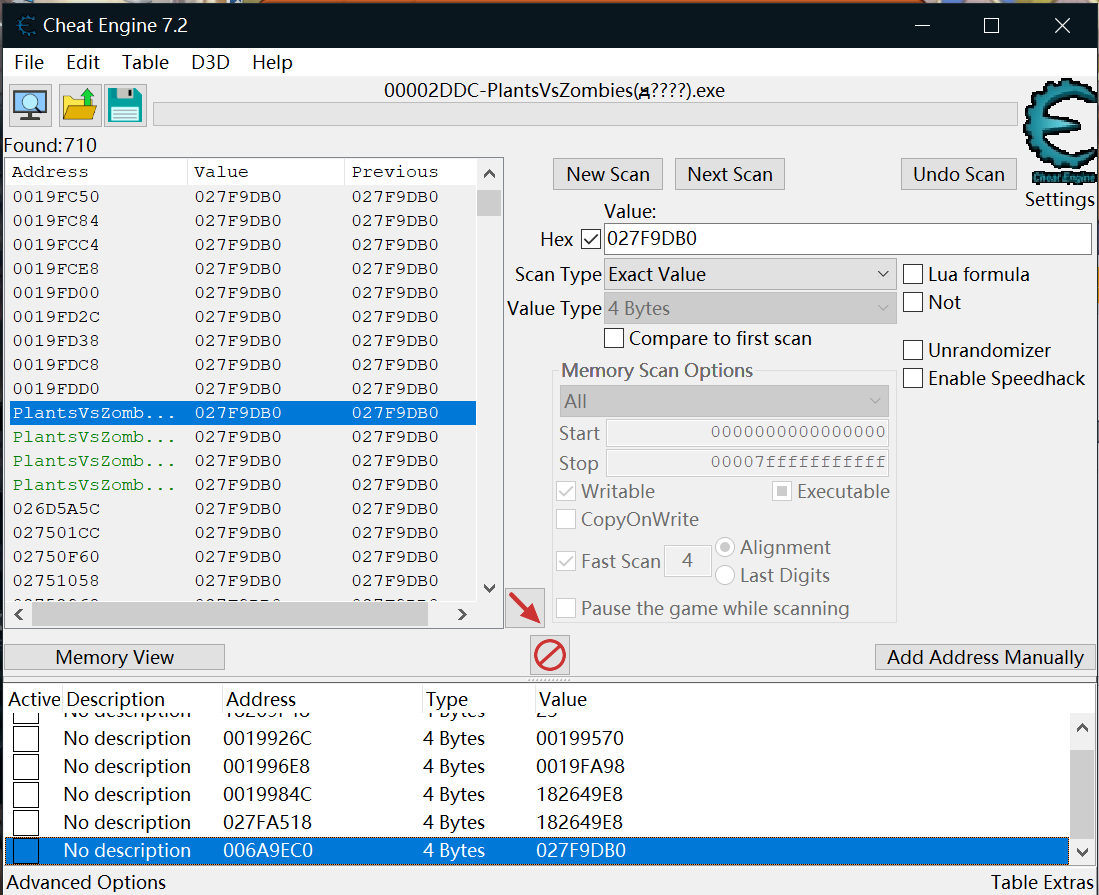 Cheat Engine 7.2
File Edit Table D3D Help
00002DDC-PlantsVsZombies(????).exe
Found:710
Address Value Previous
0019FC50 027F9DB0 027F9DB0
0019FC84 027F9DB0 027F9DB0
0019FCC4 027F9DB0 027F9DB0
0019FCE8 027F9DB0 027F9DB0
0019FD00 027F9DB0 027F9DB0
0019FD2C 027F9DB0 027F9DB0
0019FD38 027F9DB0 027F9DB0
0019FDC8 027F9DB0 027F9DB0
0019FDD0 027F9DB0 027F9DB0
PlantsVsZomb... 027F9DB0 027F9DB0
PlantsVsZomb... 027F9DB0 027F9DB0
PlantsVsZomb... 027F9DB0 027F9DB0
PlantsVsZomb... 027F9DB0 027F9DB0
026D5A5C 027F9DB0 027F9DB0
027501CC 027F9DB0 027F9DB0
02750F60 027F9DB0 027F9DB0
02751058 027F9DB0 027F9DB0
New Scan Next Scan Undo Scan
Cheat Engine
Settings
Value:
Hex 027F9DB0
Scan Type Exact Value
Lua formula
Value Type 4 Bytes
Not
Compare to first scan
Unrandomizer
Enable Speedhack
Memory Scan Options
All
Start 0000000000000000
Stop 00007fffffffffff
Writable Executable
CopyOnWrite
Fast Scan 4
Alignment
Last Digits
Pause the game while scanning
Memory View
Add Address Manually
Active Description Address Type Value
No description 0019926C 4 Bytes 00199570
No description 001996E8 4 Bytes 0019FA98
No description 0019984C 4 Bytes 182649E8
No description 027FA518 4 Bytes 182649E8
No description 006A9EC0 4 Bytes 027F9DB0
Advanced Options Table Extras